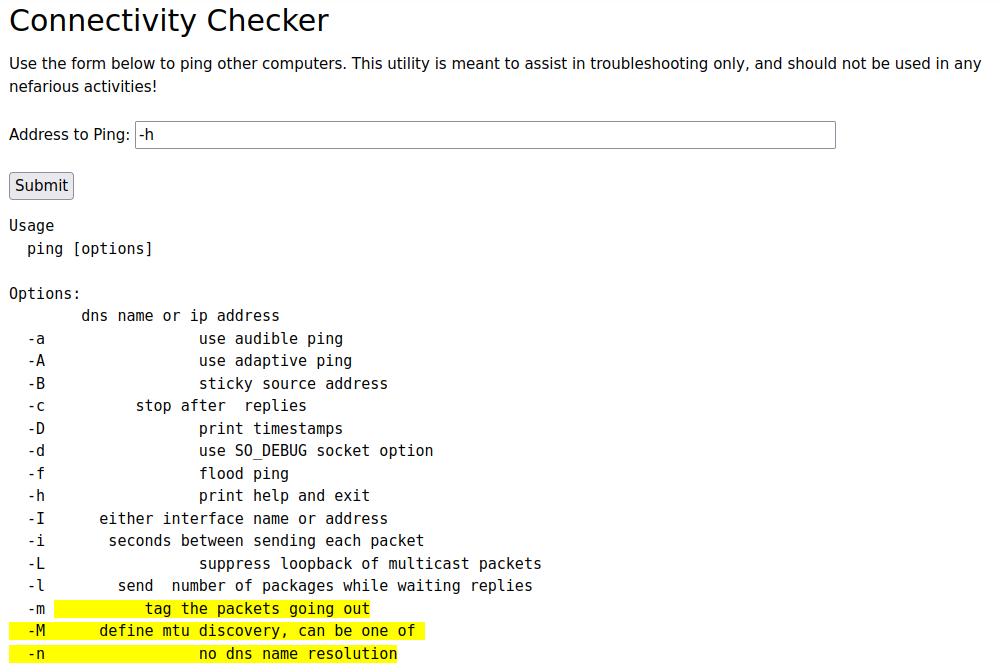 Connectivity Checker
Use the form below to ping other computers. This utility is meant to assist in troubleshooting only, and should not be used in any
nefarious activities!
Address to Ping: -h
Submit
Usage
  ping [options]

Options:
        dns name or ip address
  -a                 use audible ping
  -A                 use adaptive ping
  -B                 sticky source address
  -c          stop after  replies
  -D                 print timestamps
  -d                 use SO_DEBUG socket option
  -f                 flood ping
  -h                 print help and exit
  -I      either interface name or address
  -i       seconds between sending each packet
  -L                 suppress loopback of multicast packets
  -l        send  number of packages while waiting replies
  -m           tag the packets going out
  -M      define mtu discovery, can be one of
  -n                 no dns name resolution